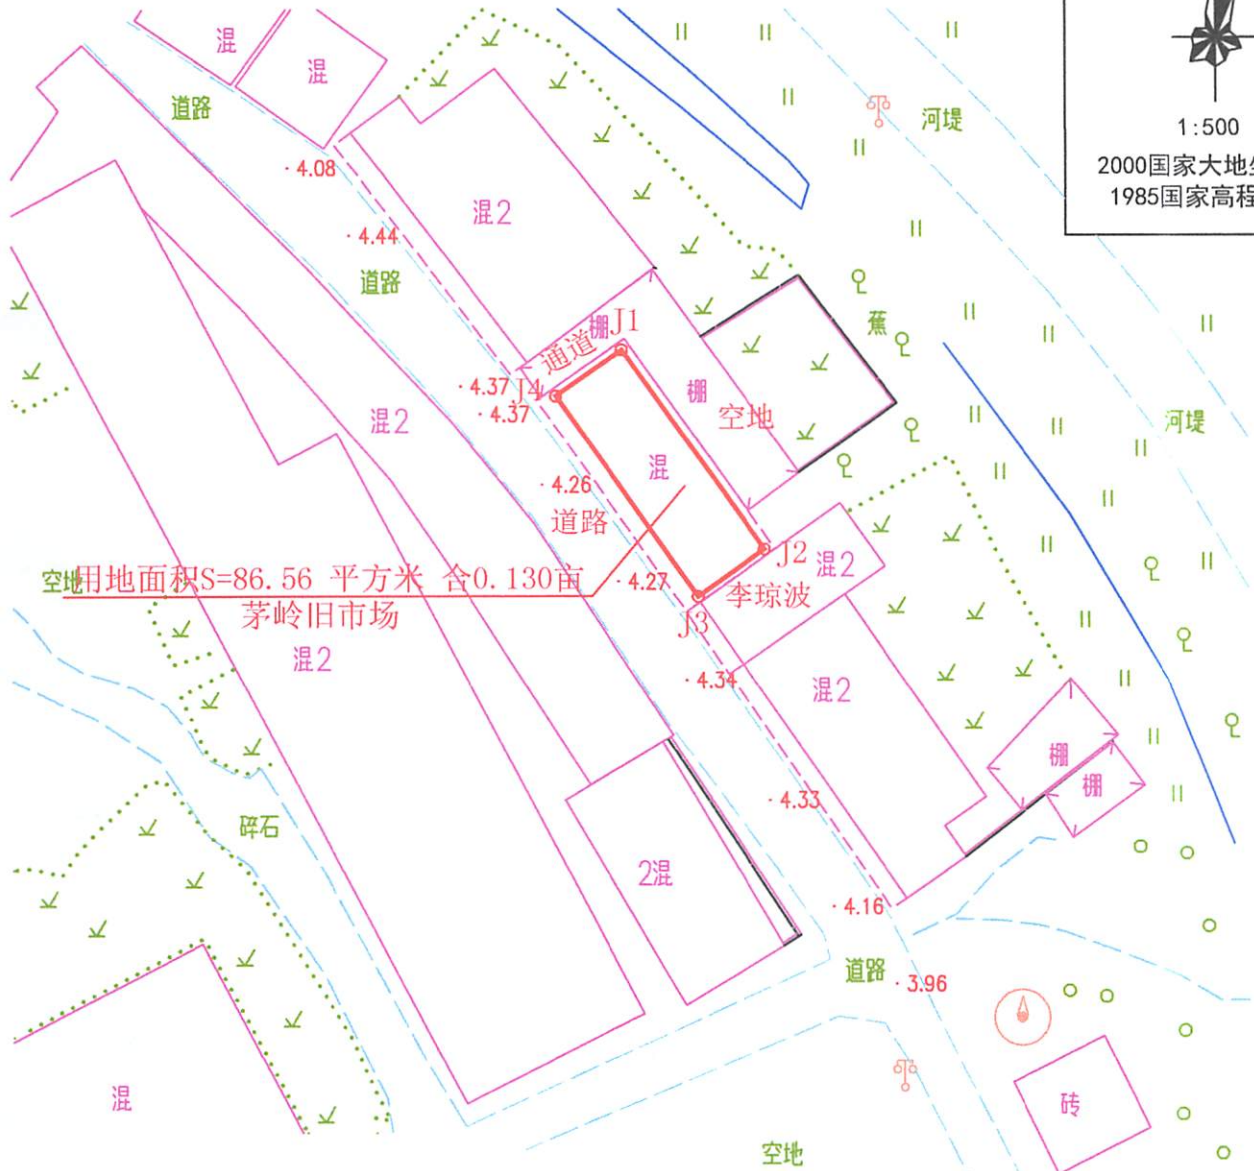 混
混
1:500
道路
河堤
2000国家大地坐
1985国家高程
·4.08
混2
·4.44
道路
棚
J1
蕉
通道
·4.37
J4
棚
·4.37
混2
空地
河堤
混
·4.26
道路
J2
混2
空地
用地面积S=86.56 平方米 合0.130亩
·4.27
李琼波
茅岭旧市场
J3
混2
·4.34
混2
棚
棚
·4.33
碎石
2混
·4.16
道路
·3.96
混
砖
空地